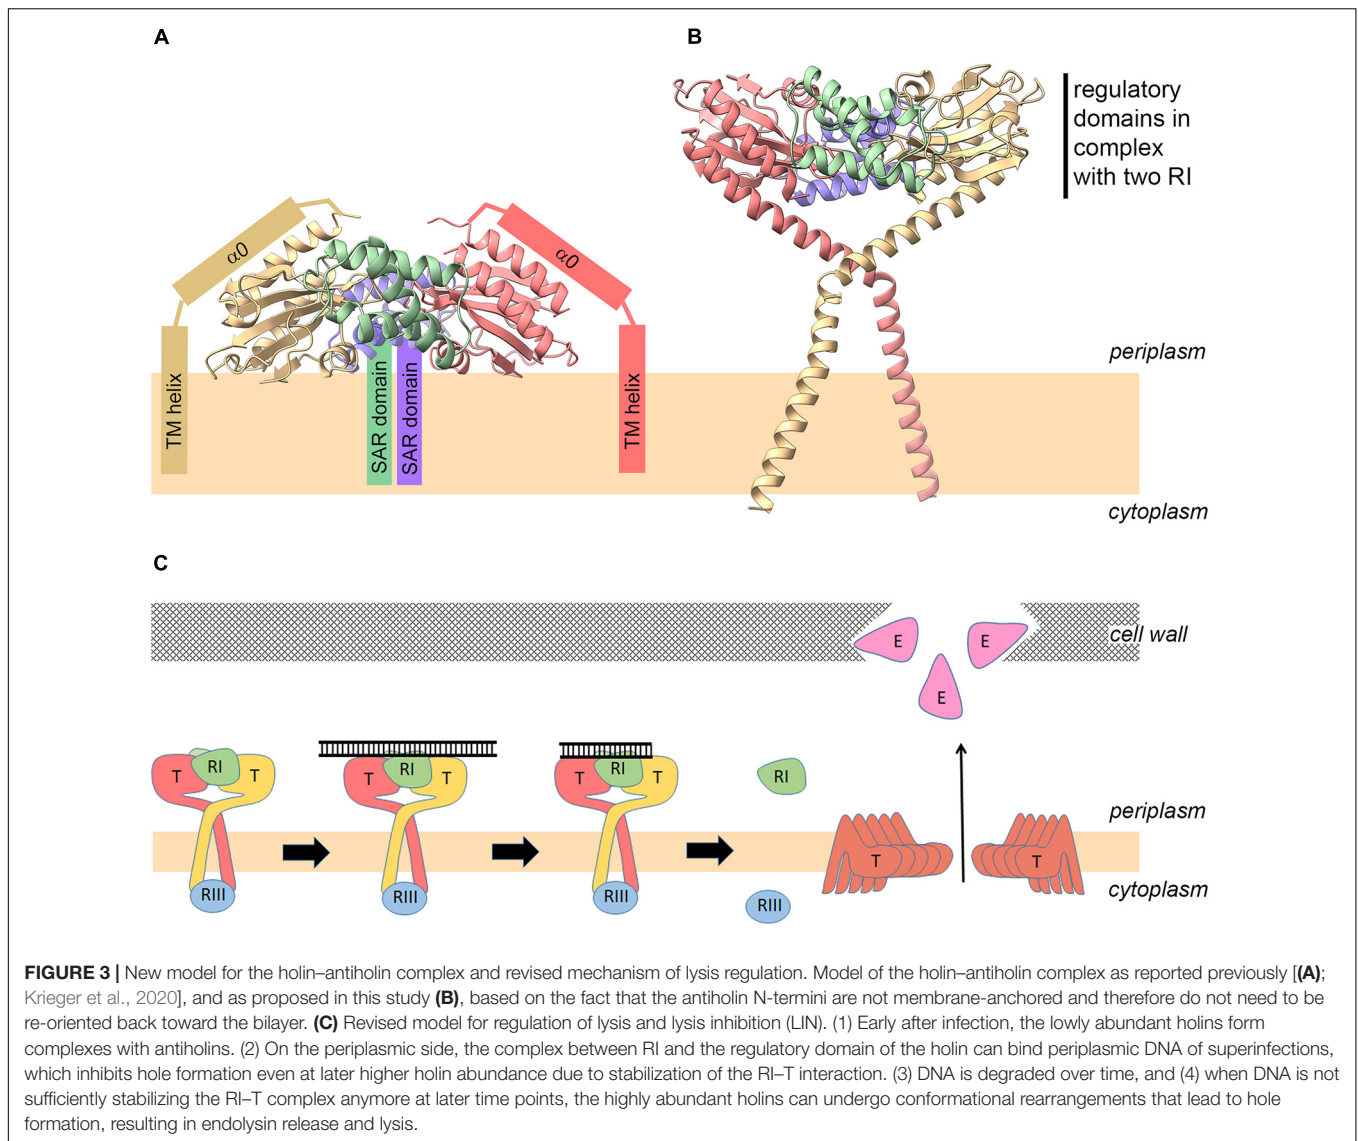 A
B
regulatory
domains in
complex
with two RI
α0
α0
TM helix
SAR domain
SAR domain
TM helix
periplasm
cytoplasm
C
cell wall
E
E
E
T
RI
T
T
RI
T
T
RI
T
RI
periplasm
T
T
cytoplasm
RIII
RIII
RIII
RIII
FIGURE 3 | New model for the holin–antiholin complex and revised mechanism of lysis regulation. Model of the holin–antiholin complex as reported previously [(A);
Krieger et al., 2020], and as proposed in this study (B), based on the fact that the antiholin N-termini are not membrane-anchored and therefore do not need to be
re-oriented back toward the bilayer. (C) Revised model for regulation of lysis and lysis inhibition (LIN). (1) Early after infection, the lowly abundant holins form
complexes with antiholins. (2) On the periplasmic side, the complex between RI and the regulatory domain of the holin can bind periplasmic DNA of superinfections,
which inhibits hole formation even at later higher holin abundance due to stabilization of the RI–T interaction. (3) DNA is degraded over time, and (4) when DNA is not
sufficiently stabilizing the RI–T complex anymore at later time points, the highly abundant holins can undergo conformational rearrangements that lead to hole
formation, resulting in endolysin release and lysis.